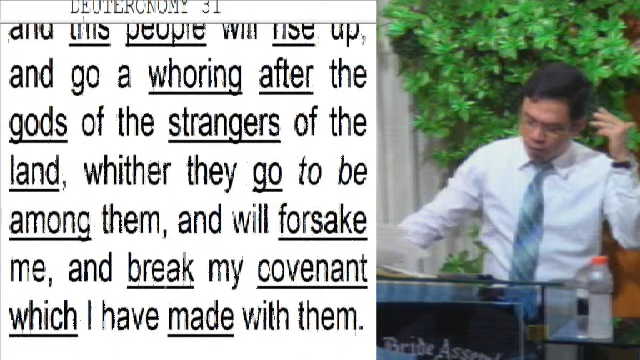 DEUTERONOMY 31
and this people will rise up,
and go a whoring after the
gods of the strangers of the
land, whither they go to be
among them, and will forsake
me, and break my covenant
which I have made with them.
Bride Assem